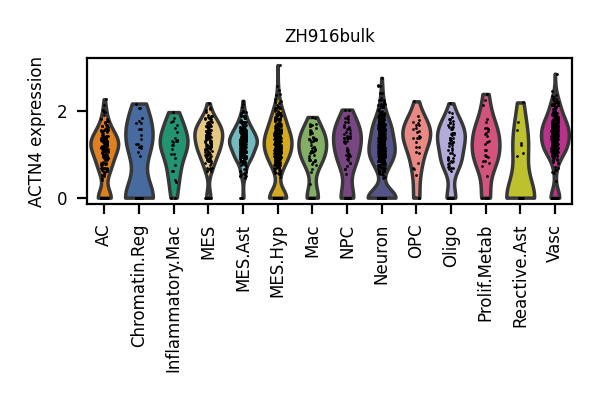 ZH916bulk
ACTN4 expression
2
0
AC
Chromatin.Reg
Inflammatory.Mac
MES
MES.Ast
MES.Hyp
Mac
NPC
Neuron
OPC
Oligo
Prolif.Metab
Reactive.Ast
Vasc